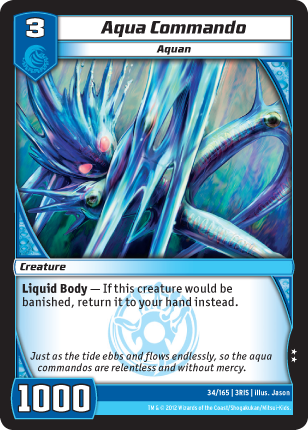 3
Aqua Commando
Aquan
Creature
Liquid Body — If this creature would be
banished, return it to your hand instead.
Just as the tide ebbs and flows endlessly, so the aqua
commandos are relentless and without mercy.
1000
34/165 | 3RIS | Illus. Jason
TM & © 2012 Wizards of the Coast/Shogakukan/Mitsui-Kids